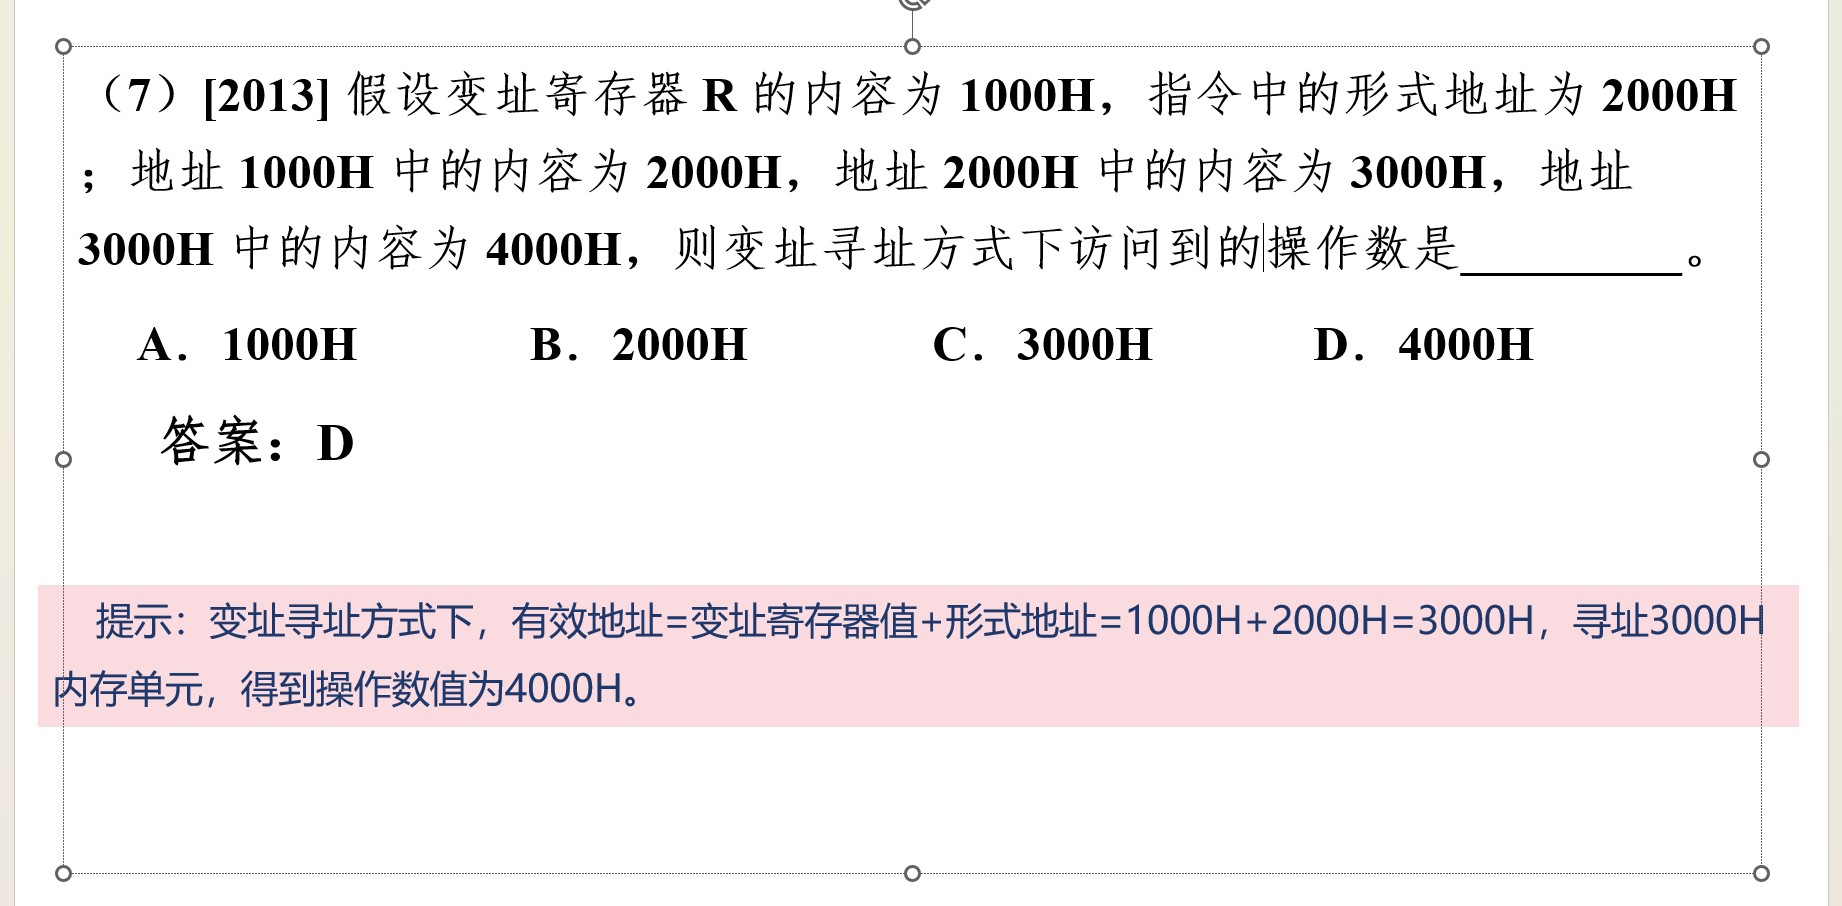 （7）[2013] 假设变址寄存器 R 的内容为 1000H，指令中的形式地址为 2000H
；地址 1000H 中的内容为 2000H，地址 2000H 中的内容为 3000H，地址
3000H 中的内容为 4000H，则变址寻址方式下访问到的操作数是__________。
A．1000H B．2000H C．3000H D．4000H
答案：D
提示：变址寻址方式下，有效地址=变址寄存器值+形式地址=1000H+2000H=3000H，寻址3000H
内存单元，得到操作数值为4000H。